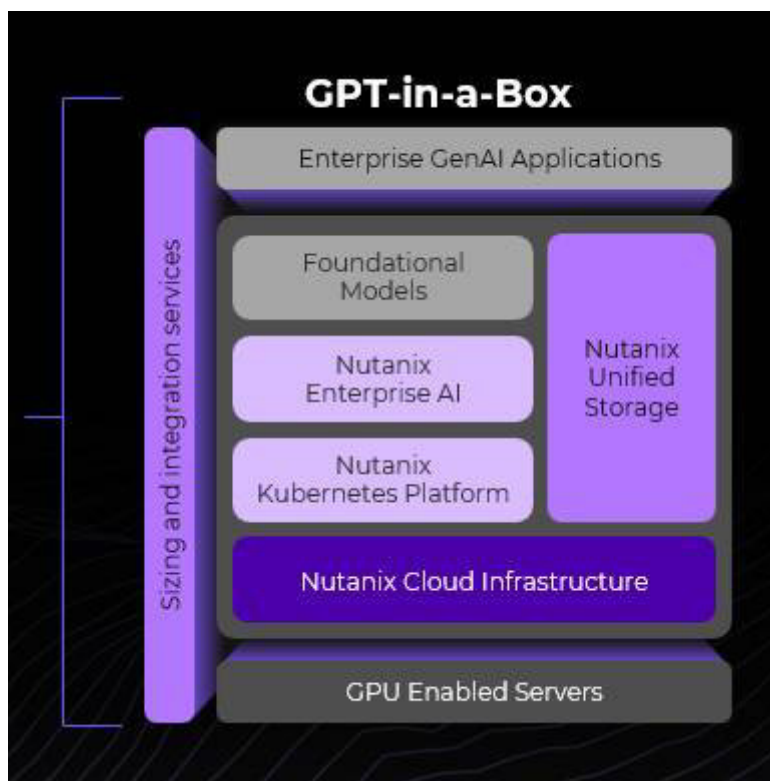 GPT-in-a-Box
Enterprise GenAI Applications
Sizing and integration services
Foundational
Models
Nutanix
Enterprise AI
Nutanix
Kubernetes Platform
Nutanix
Unified
Storage
Nutanix Cloud Infrastructure
GPU Enabled Servers